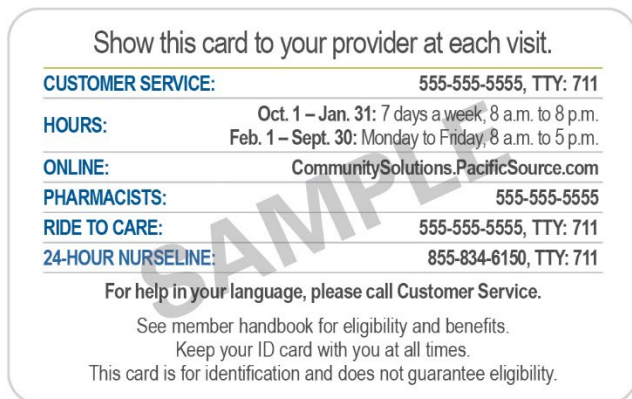 Show this card to your provider at each visit.
CUSTOMER SERVICE: 555-555-5555, TTY: 711
HOURS: Oct. 1 – Jan. 31: 7 days a week, 8 a.m. to 8 p.m.
Feb. 1 – Sept. 30: Monday to Friday, 8 a.m. to 5 p.m.
ONLINE: CommunitySolutions.PacificSource.com
PHARMACISTS: 555-555-5555
RIDE TO CARE: 555-555-5555, TTY: 711
24-HOUR NURSELINE: 855-834-6150, TTY: 711
For help in your language, please call Customer Service.
See member handbook for eligibility and benefits.
Keep your ID card with you at all times.
This card is for identification and does not guarantee eligibility.
SAMPLE